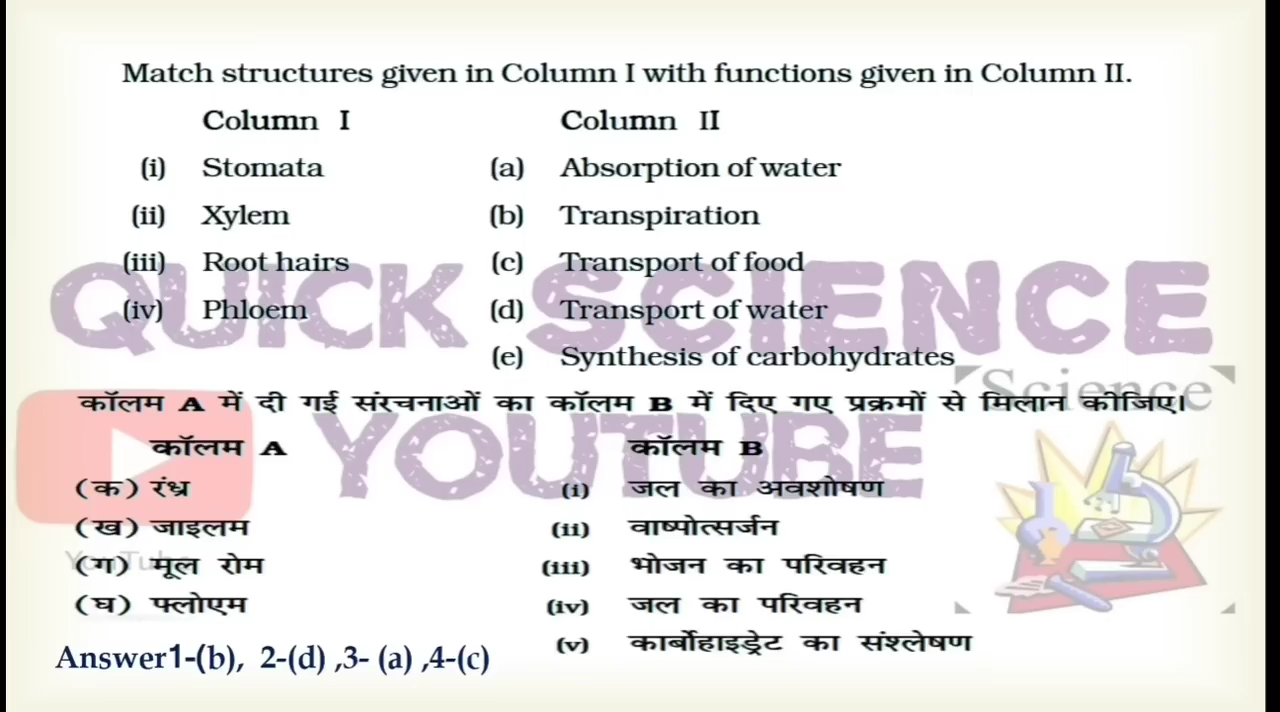 Match structures given in Column I with functions given in Column II.
Column I Column II
(i) Stomata (a) Absorption of water
(ii) Xylem (b) Transpiration
(iii) Root hairs (c) Transport of food
(iv) Phloem (d) Transport of water
(e) Synthesis of carbohydrates
QUICK SCIENCE
Science
कॉलम A में दी गई संरचनाओं का कॉलम B में दिए गए प्रक्रमों से मिलान कीजिए।
YOUTUBE
कॉलम A कॉलम B
(क) रंध्र (i) जल का अवशोषण
(ख) जाइलम (ii) वाष्पोत्सर्जन
YouTube
(ग) मूल रोम (iii) भोजन का परिवहन
(घ) फ्लोएम (iv) जल का परिवहन
(v) कार्बोहाइड्रेट का संश्लेषण
Answer1-(b), 2-(d) ,3- (a) ,4-(c)